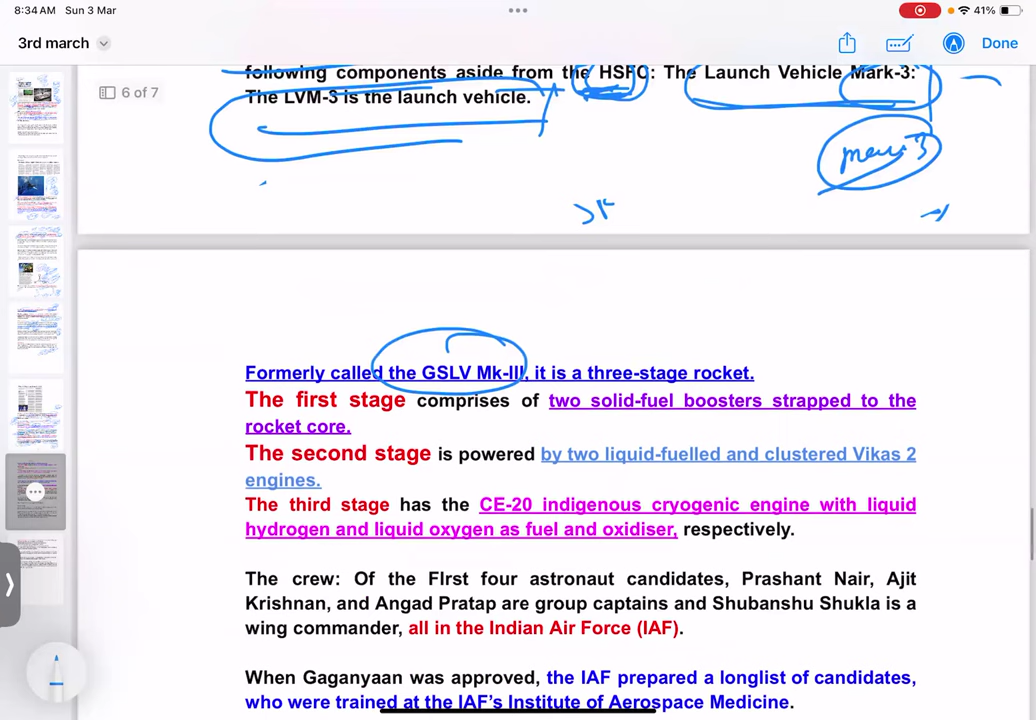 8:34 AM Sun 3 Mar
41%
3rd march
Done
6 of 7
following components aside from the HSFC: The Launch Vehicle Mark-3:
The LVM-3 is the launch vehicle.
Formerly called the GSLV Mk-III, it is a three-stage rocket.
The first stage comprises of two solid-fuel boosters strapped to the
rocket core.
The second stage is powered by two liquid-fuelled and clustered Vikas 2
engines.
The third stage has the CE-20 indigenous cryogenic engine with liquid
hydrogen and liquid oxygen as fuel and oxidiser, respectively.
The crew: Of the FIrst four astronaut candidates, Prashant Nair, Ajit
Krishnan, and Angad Pratap are group captains and Shubanshu Shukla is a
wing commander, all in the Indian Air Force (IAF).
When Gaganyaan was approved, the IAF prepared a longlist of candidates,
who were trained at the IAF's Institute of Aerospace Medicine.